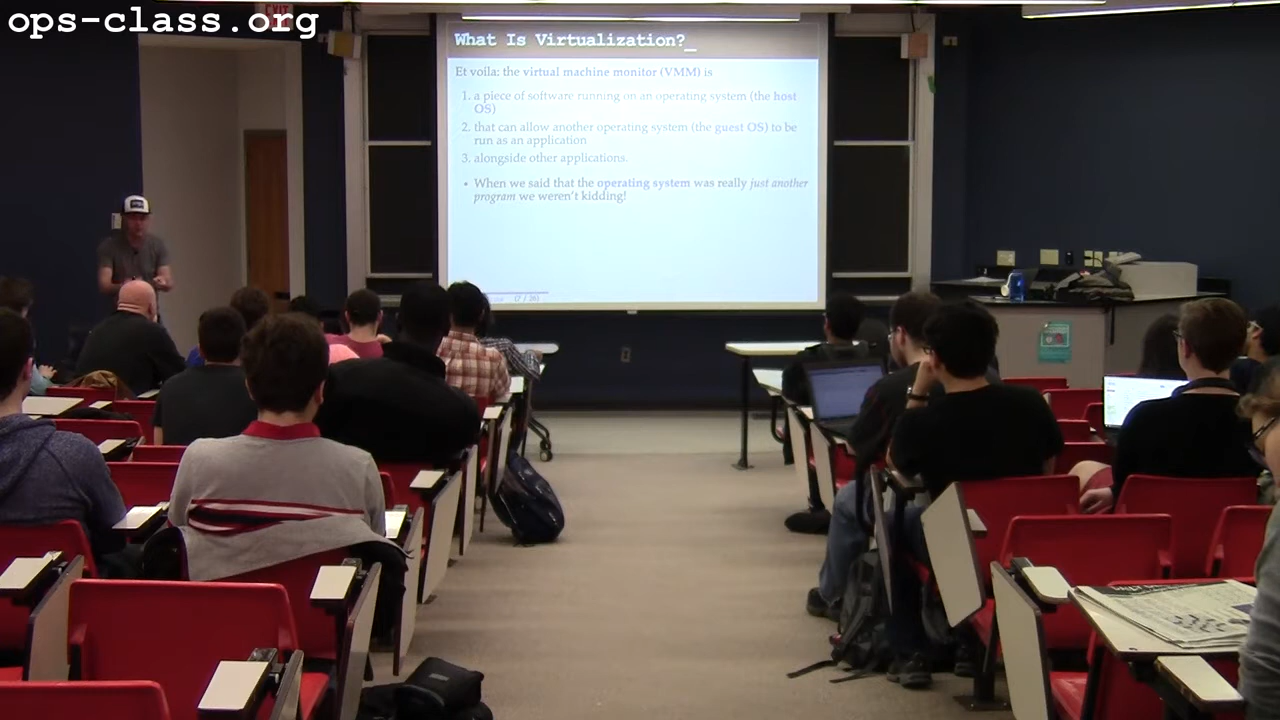 ops-class.org
EXIT
What Is Virtualization?_
Et voila: the virtual machine monitor (VMM) is
1. a piece of software running on an operating system (the host
OS)
2. that can allow another operating system (the guest OS) to be
run as an application
3. alongside other applications.
• When we said that the operating system was really just another
program we weren't kidding!